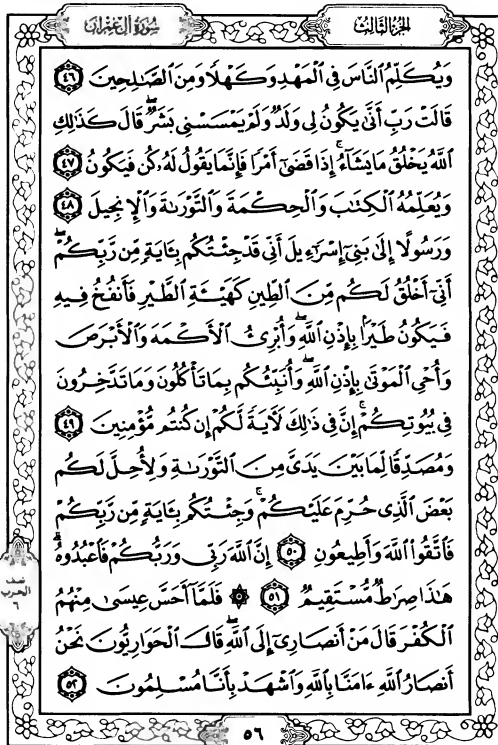 سُورَةُ آلِ عِمْرَانَ
الجُزْءُ الثَّالِثُ
وَيُكَلِّمُ ٱلنَّاسَ فِى ٱلْمَهْدِ وَكَهْلًا وَمِنَ ٱلصَّٰلِحِينَ ٤٦
قَالَتْ رَبِّ أَنَّىٰ يَكُونُ لِى وَلَدٌ وَلَمْ يَمْسَسْنِى بَشَرٌ ۖ قَالَ كَذَٰلِكِ
ٱللَّهُ يَخْلُقُ مَا يَشَآءُ ۚ إِذَا قَضَىٰٓ أَمْرًا فَإِنَّمَا يَقُولُ لَهُۥ كُن فَيَكُونُ ٤٧
وَيُعَلِّمُهُ ٱلْكِتَٰبَ وَٱلْحِكْمَةَ وَٱلتَّوْرَىٰةَ وَٱلْإِنجِيلَ ٤٨
وَرَسُولًا إِلَىٰ بَنِىٓ إِسْرَٰٓءِيلَ أَنِّى قَدْ جِئْتُكُم بِـَٔايَةٍ مِّن رَّبِّكُمْ ۖ
أَنِّىٓ أَخْلُقُ لَكُم مِّنَ ٱلطِّينِ كَهَيْـَٔةِ ٱلطَّيْرِ فَأَنفُخُ فِيهِ
فَيَكُونُ طَيْرًۢا بِإِذْنِ ٱللَّهِ ۖ وَأُبْرِئُ ٱلْأَكْمَهَ وَٱلْأَبْرَصَ
وَأُحْىِ ٱلْمَوْتَىٰ بِإِذْنِ ٱللَّهِ ۖ وَأُنَبِّئُكُم بِمَا تَأْكُلُونَ وَمَا تَدَّخِرُونَ
فِى بُيُوتِكُمْ ۚ إِنَّ فِى ذَٰلِكَ لَـَٔايَةً لَّكُمْ إِن كُنتُم مُّؤْمِنِينَ ٤٩
وَمُصَدِّقًا لِّمَا بَيْنَ يَدَىَّ مِنَ ٱلتَّوْرَىٰةِ وَلِأُحِلَّ لَكُم
بَعْضَ ٱلَّذِى حُرِّمَ عَلَيْكُمْ ۚ وَجِئْتُكُم بِـَٔايَةٍ مِّن رَّبِّكُمْ
فَٱتَّقُوا۟ ٱللَّهَ وَأَطِيعُونِ ٥٠ إِنَّ ٱللَّهَ رَبِّى وَرَبُّكُمْ فَٱعْبُدُوهُ ۗ
هَٰذَا صِرَٰطٌ مُّسْتَقِيمٌ ٥١ ۞ فَلَمَّآ أَحَسَّ عِيسَىٰ مِنْهُمُ
ٱلْكُفْرَ قَالَ مَنْ أَنصَارِىٓ إِلَى ٱللَّهِ ۖ قَالَ ٱلْحَوَارِيُّونَ نَحْنُ
أَنصَارُ ٱللَّهِ ءَامَنَّا بِٱللَّهِ وَٱشْهَدْ بِأَنَّا مُسْلِمُونَ ٥٢
نصف
الحزب
٦
٥٦